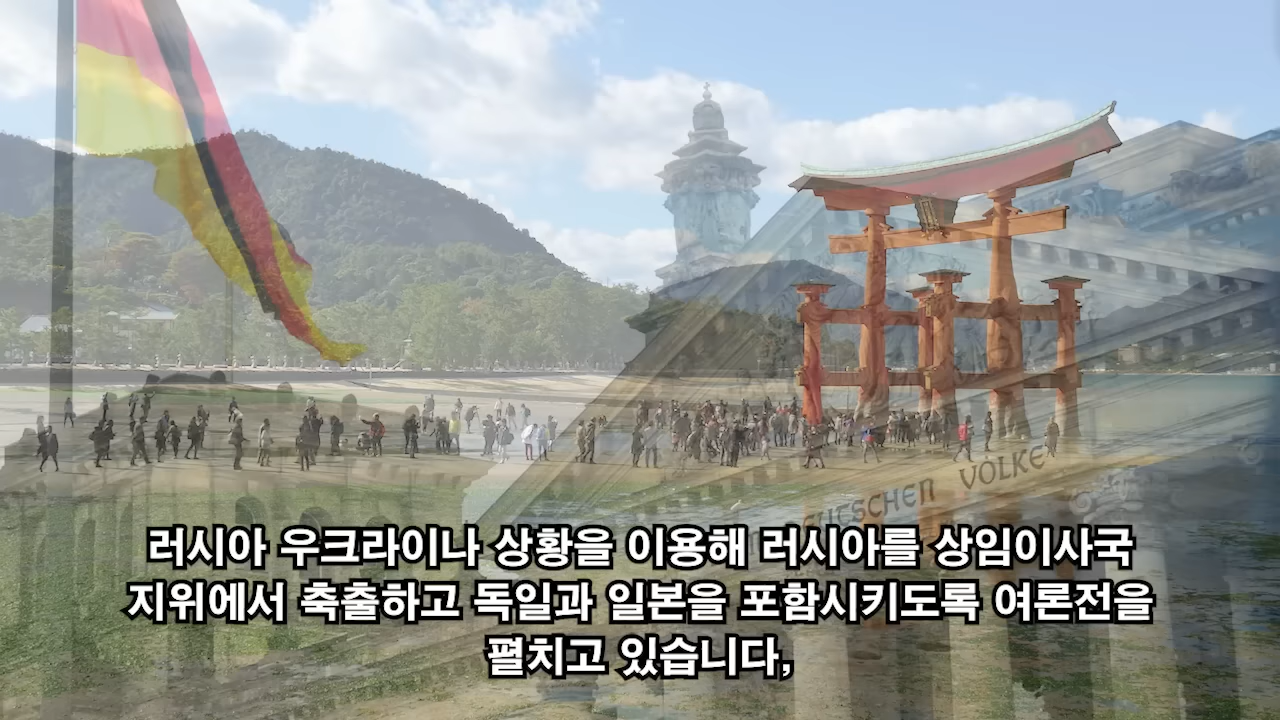 UTSCHEN VOLKE
러시아 우크라이나 상황을 이용해 러시아를 상임이사국
지위에서 축출하고 독일과 일본을 포함시키도록 여론전을
펼치고 있습니다,